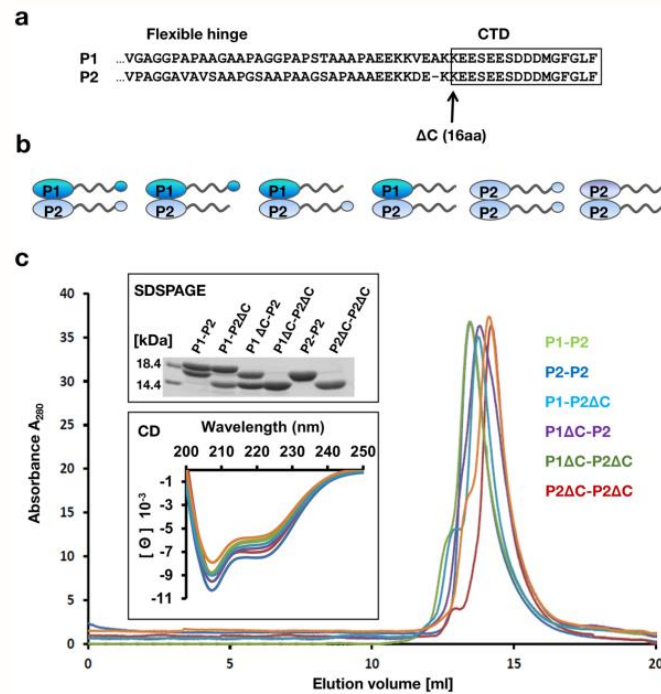 a
Flexible hinge CTD
P1 ...VGAGGPAPAAGAAPAGGPAPSTAAAPAEEKKVEAKKEESEESDDDMGFGLF
P2 ...VPAGGAVAVSAAPGSAAPAAGSAPAAAEEKKDE-KKEESEESDDDMGFGLF
ΔC (16aa)
b
P1 P1 P1 P1 P2 P2
P2 P2 P2 P2 P2 P2
c
SDSPAGE
P1-P2 P1-P2ΔC P1 ΔC-P2 P1ΔC-P2ΔC P2-P2 P2ΔC-P2ΔC
[kDa]
18.4
14.4
CD
Wavelength (nm)
200 210 220 230 240 250
-1
-3
-5
-7
-9
-11
[Θ] 10⁻³
P1-P2
P2-P2
P1-P2ΔC
P1ΔC-P2
P1ΔC-P2ΔC
P2ΔC-P2ΔC
Absorbance A280
40
35
30
25
20
15
10
5
0
0 5 10 15 20
Elution volume [ml]